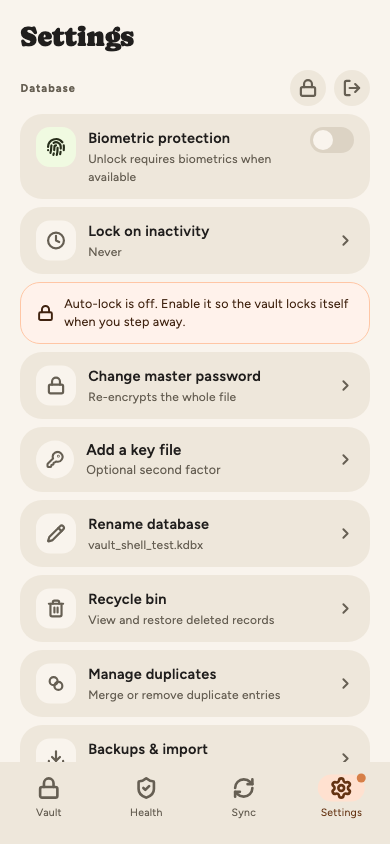 Settings
Database
Biometric protection
Unlock requires biometrics when
available
Lock on inactivity
Never
Auto-lock is off. Enable it so the vault locks itself
when you step away.
Change master password
Re-encrypts the whole file
Add a key file
Optional second factor
Rename database
vault_shell_test.kdbx
Recycle bin
View and restore deleted records
Manage duplicates
Merge or remove duplicate entries
Backups & import
Vault
Health
Sync
Settings